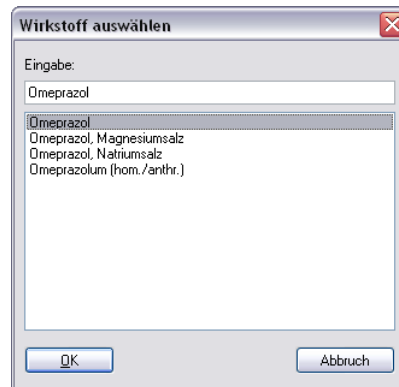 Wirkstoff auswählen
Eingabe:
Omeprazol
Omeprazol
Omeprazol, Magnesiumsalz
Omeprazol, Natriumsalz
Omeprazolum (hom./anthr.)
OK
Abbruch